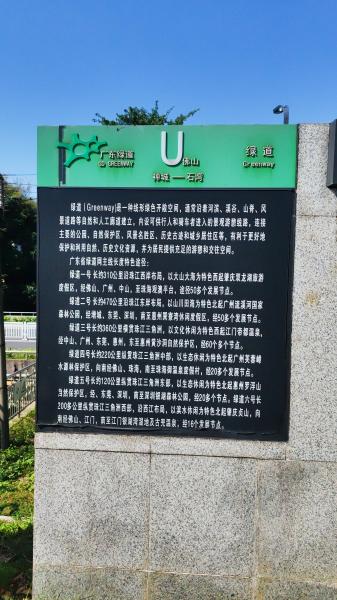 广东绿道
GD GREENWAY
U
佛山
禅城 — 石湾
绿道
Greenway
绿道(Greenway)是一种线形绿色开敞空间，通常沿着河滨、溪谷、山脊、风
景道路等自然和人工廊道建立，内设可供行人和骑车者进入的景观游憩线路，连接
主要的公园、自然保护区、风景名胜区、历史古迹和城乡居住区等，有利于更好地
保护和利用自然、历史文化资源，并为居民提供充足的游憩和交往空间。
广东省绿道网主线长度特色途径：
绿道一号 长约310公里沿珠江西岸布局，以大山大海为特色西起肇庆双龙湖旅游
度假区，经佛山、广州、中山，至珠海观澳平台，途径50多个发展节点。
绿道二号 长约470公里沿珠江东岸布局，以山川田海为特色北起广州流溪河国家
森林公园，经增城、东莞、深圳，南至惠州巽寮湾休闲度假区，经50多个发展节点。
绿道三号长约360公里横贯珠江三角洲，以文化休闲为特色西起江门帝都温泉，
经中山、广州、东莞、惠州，东至惠州黄沙洞自然保护区，经60个多个节点。
绿道四号长约220公里纵贯珠江三角洲中部，以生态休闲为特色北起广州芙蓉嶂
水源林保护区，向南经佛山、珠海，南至珠海御温泉度假村，经20多个发展节点。
绿道五号长约120公里纵贯珠江三角洲东部，以生态休闲为特色北起惠州罗浮山
自然保护区，经、东莞、深圳，南至深圳银湖森林公园，经20多个节点。绿道六号长
200多公里纵贯珠江三角洲西部，沿西江布局，以滨水休闲为特色北起肇庆贞山，向
南经佛山、江门，南至江门银湖湾湿地及古兜温泉，经16个发展节点。